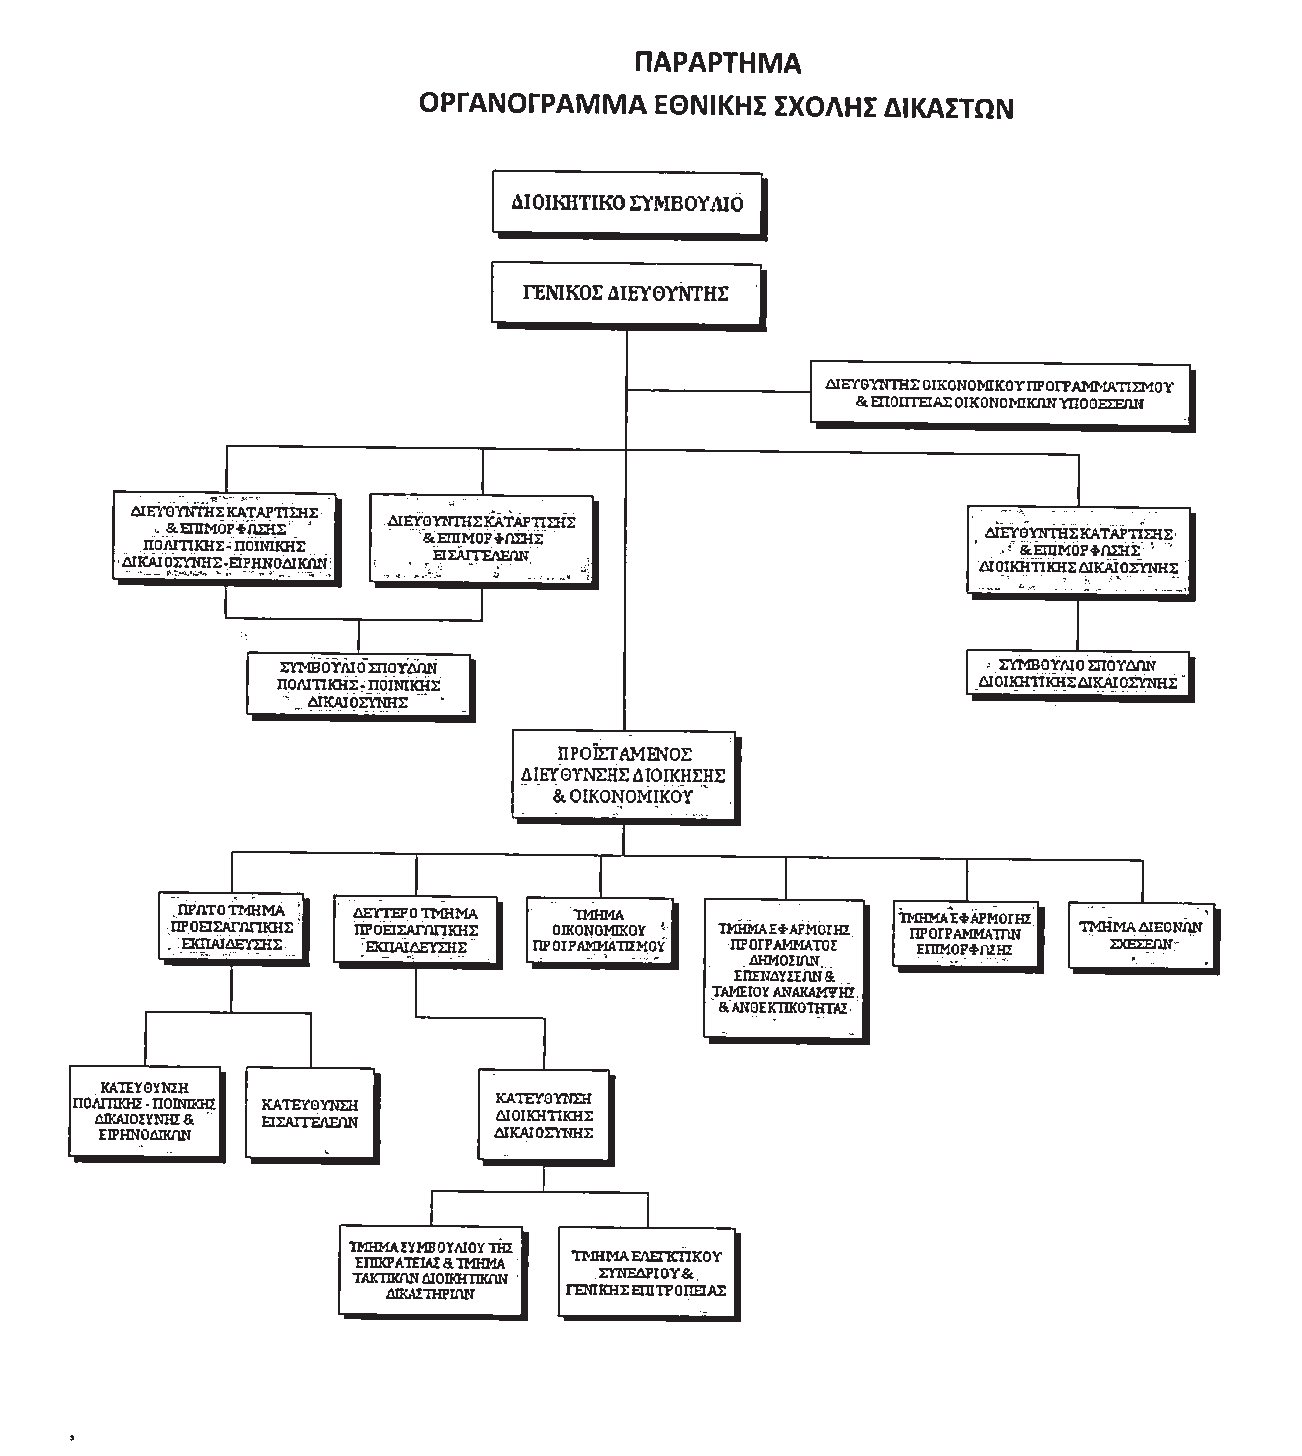 ΠΑΡΑΡΤΗΜΑ
ΟΡΓΑΝΟΓΡΑΜΜΑ ΕΘΝΙΚΗΣ ΣΧΟΛΗΣ ΔΙΚΑΣΤΩΝ
ΔΙΟΙΚΗΤΙΚΟ ΣΥΜΒΟΥΛΙΟ
ΓΕΝΙΚΟΣ ΔΙΕΥΘΥΝΤΗΣ
ΔΙΕΥΘΥΝΤΗΣ ΟΙΚΟΝΟΜΙΚΟΥ ΠΡΟΓΡΑΜΜΑΤΙΣΜΟΥ
& ΕΠΟΠΤΕΙΑΣ ΟΙΚΟΝΟΜΙΚΩΝ ΥΠΟΘΕΣΕΩΝ
ΔΙΕΥΘΥΝΤΗΣ ΚΑΤΑΡΤΙΣΗΣ
& ΕΠΙΜΟΡΦΩΣΗΣ
ΠΟΛΙΤΙΚΗΣ - ΠΟΙΝΙΚΗΣ
ΔΙΚΑΙΟΣΥΝΗΣ - ΕΙΡΗΝΟΔΙΚΩΝ
ΔΙΕΥΘΥΝΤΗΣ ΚΑΤΑΡΤΙΣΗΣ
& ΕΠΙΜΟΡΦΩΣΗΣ
ΕΙΣΑΓΓΕΛΕΩΝ
ΔΙΕΥΘΥΝΤΗΣ ΚΑΤΑΡΤΙΣΗΣ
& ΕΠΙΜΟΡΦΩΣΗΣ
ΔΙΟΙΚΗΤΙΚΗΣ ΔΙΚΑΙΟΣΥΝΗΣ
ΣΥΜΒΟΥΛΙΟ ΣΠΟΥΔΩΝ
ΠΟΛΙΤΙΚΗΣ - ΠΟΙΝΙΚΗΣ
ΔΙΚΑΙΟΣΥΝΗΣ
ΣΥΜΒΟΥΛΙΟ ΣΠΟΥΔΩΝ
ΔΙΟΙΚΗΤΙΚΗΣ ΔΙΚΑΙΟΣΥΝΗΣ
ΠΡΟΪΣΤΑΜΕΝΟΣ
ΔΙΕΥΘΥΝΣΗΣ ΔΙΟΙΚΗΣΗΣ
& ΟΙΚΟΝΟΜΙΚΟΥ
ΠΡΩΤΟ ΤΜΗΜΑ
ΠΡΟΕΙΣΑΓΩΓΙΚΗΣ
ΕΚΠΑΙΔΕΥΣΗΣ
ΔΕΥΤΕΡΟ ΤΜΗΜΑ
ΠΡΟΕΙΣΑΓΩΓΙΚΗΣ
ΕΚΠΑΙΔΕΥΣΗΣ
ΤΜΗΜΑ
ΟΙΚΟΝΟΜΙΚΟΥ
ΠΡΟΓΡΑΜΜΑΤΙΣΜΟΥ
ΤΜΗΜΑ ΕΦΑΡΜΟΓΗΣ
ΠΡΟΓΡΑΜΜΑΤΟΣ
ΔΗΜΟΣΙΩΝ
ΕΠΕΝΔΥΣΕΩΝ &
ΤΑΜΕΙΟΥ ΑΝΑΚΑΜΨΗΣ
& ΑΝΘΕΚΤΙΚΟΤΗΤΑΣ
ΤΜΗΜΑ ΕΦΑΡΜΟΓΗΣ
ΠΡΟΓΡΑΜΜΑΤΩΝ
ΕΠΙΜΟΡΦΩΣΗΣ
ΤΜΗΜΑ ΔΙΕΘΝΩΝ
ΣΧΕΣΕΩΝ
ΚΑΤΕΥΘΥΝΣΗ
ΠΟΛΙΤΙΚΗΣ - ΠΟΙΝΙΚΗΣ
ΔΙΚΑΙΟΣΥΝΗΣ &
ΕΙΡΗΝΟΔΙΚΩΝ
ΚΑΤΕΥΘΥΝΣΗ
ΕΙΣΑΓΓΕΛΕΩΝ
ΚΑΤΕΥΘΥΝΣΗ
ΔΙΟΙΚΗΤΙΚΗΣ
ΔΙΚΑΙΟΣΥΝΗΣ
ΤΜΗΜΑ ΣΥΜΒΟΥΛΙΟΥ ΤΗΣ
ΕΠΙΚΡΑΤΕΙΑΣ & ΤΜΗΜΑ
ΤΑΚΤΙΚΩΝ ΔΙΟΙΚΗΤΙΚΩΝ
ΔΙΚΑΣΤΗΡΙΩΝ
ΤΜΗΜΑ ΕΛΕΓΚΤΙΚΟΥ
ΣΥΝΕΔΡΙΟΥ &
ΓΕΝΙΚΗΣ ΕΠΙΤΡΟΠΕΙΑΣ